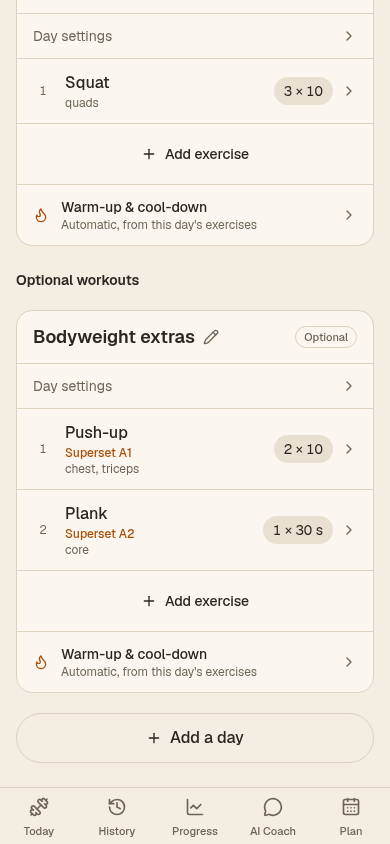 Day settings
1 Squat 3 × 10
quads
+ Add exercise
Warm-up & cool-down
Automatic, from this day's exercises
Optional workouts
Bodyweight extras Optional
Day settings
1 Push-up 2 × 10
Superset A1
chest, triceps
2 Plank 1 × 30 s
Superset A2
core
+ Add exercise
Warm-up & cool-down
Automatic, from this day's exercises
+ Add a day
Today History Progress AI Coach Plan